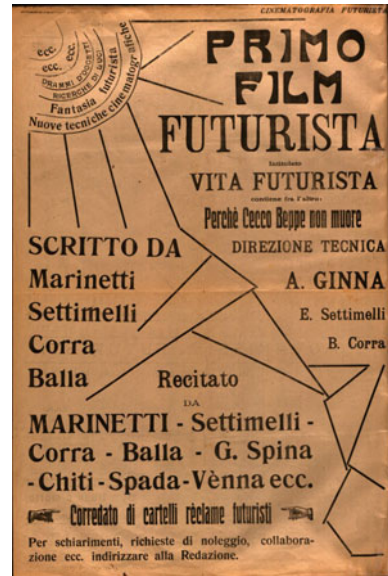 CINEMATOGRAFIA FUTURISTA
ecc.
ecc. ecc.
DRAMMI D'OGGETTI
RICERCHE DI LUCI
Fantasia futurista
Nuove tecniche cinematografiche
PRIMO
FILM
FUTURISTA
Intitolato
VITA FUTURISTA
contiene fra l'altro:
Perchè Cecco Beppe non muore
DIREZIONE TECNICA
A. GINNA
E. Settimelli
B. Corra
SCRITTO DA
Marinetti
Settimelli
Corra
Balla
Recitato
DA
MARINETTI - Settimelli -
Corra - Balla - G. Spina
- Chiti - Spada - Vènna ecc.
Corredato di cartelli rèclame futuristi
Per schiarimenti, richieste di noleggio, collabora-
zione ecc. indirizzare alla Redazione.